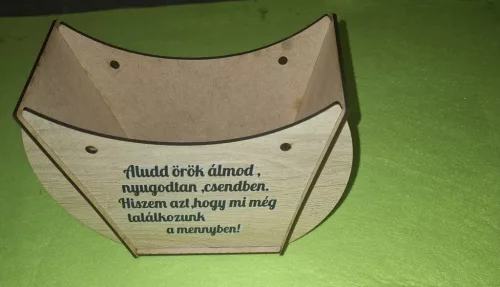 Aludd örök álmod ,
nyugodtan ,csendben.
Hiszem azt,hogy mi még
találkozunk
a mennyben!